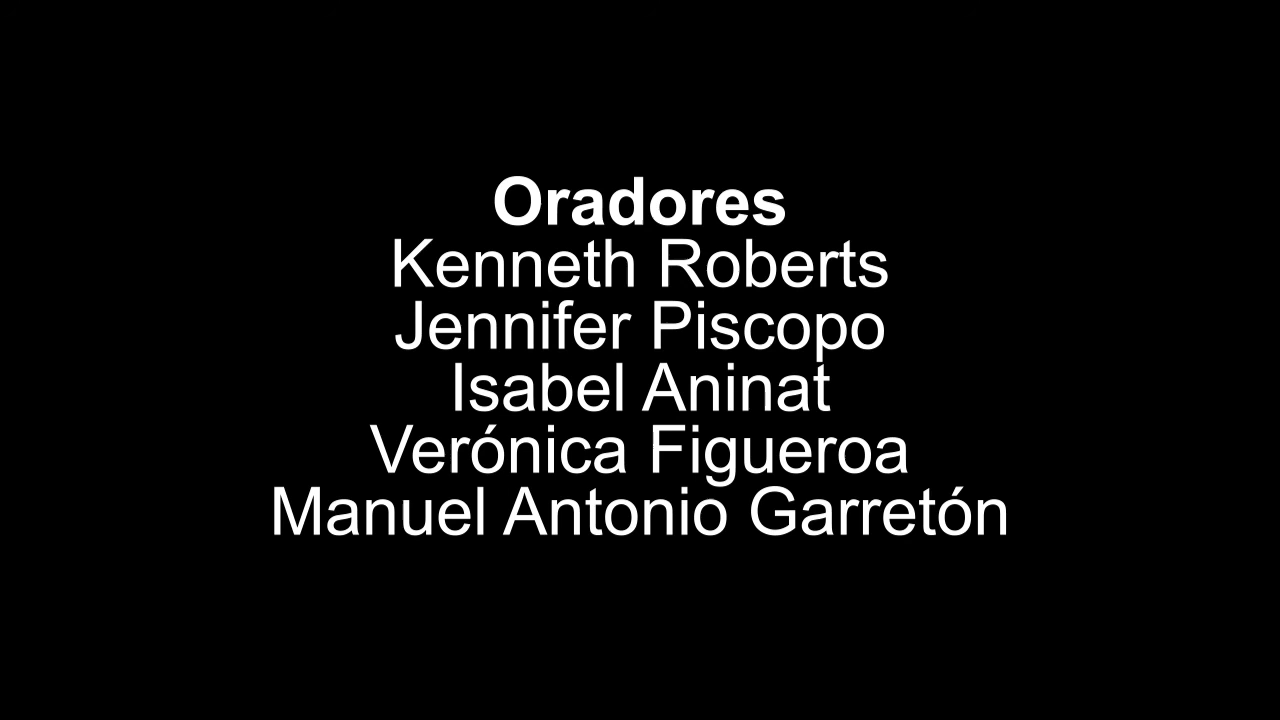 Oradores
Kenneth Roberts
Jennifer Piscopo
Isabel Aninat
Verónica Figueroa
Manuel Antonio Garretón